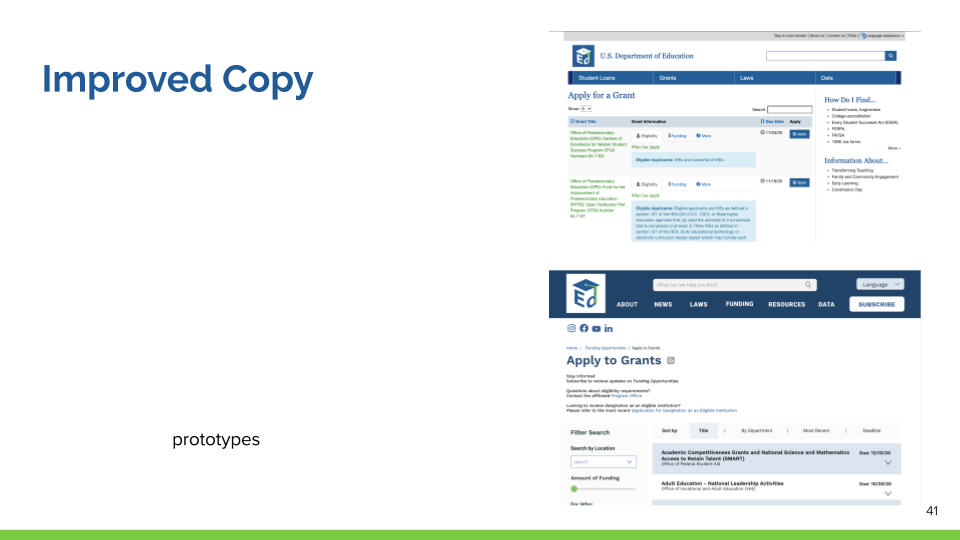 Improved Copy
prototypes
Skip to main content | About Us | Contact Us | FAQs | Language Assistance
U.S. Department of Education
Student Loans Grants Laws Data
Apply for a Grant
Show: Search:
Grant Title Grant Information Due Date Apply
Office of Postsecondary
Education (OPE): Centers of
Excellence for Veteran Student
Success Program CFDA
Eligibility Funding More
11/24/20 Apply
Who Can Apply
Eligible Applicants: IHEs and consortia of IHEs.
Office of Postsecondary
Education (OPE): Fund for the
Improvement of
Postsecondary Education
(FIPSE): Open Textbooks Pilot
Program CFDA Number
Eligibility Funding More
11/18/20 Apply
Who Can Apply
Eligible Applicants: Eligible applicants are IHEs as defined in
section 101 of the HEA (20 U.S.C. 1001), or State higher
education agencies that: (i) Lead the activities of a consortium
that is comprised of at least (i) Three IHEs as defined in
section 101 of the HEA; (ii) An educational technology or
electronic curriculum design expert (which may include such
How Do I Find...
Student loans, forgiveness
College accreditation
Every Student Succeeds Act (ESSA)
FERPA
FAFSA
1098, tax forms
More >
Information About...
Transforming Teaching
Family and Community Engagement
Early Learning
Constitution Day
Ed
What can we help you find?
Language
ABOUT NEWS LAWS FUNDING RESOURCES DATA SUBSCRIBE
Home / Funding Opportunities / Apply to Grants
Apply to Grants
Stay informed
Subscribe to recieve updates on Funding Opportunities
Questions about eligibility requirements?
Contact the affiliated Program Office
Looking to recieve designation as an eligible institution?
Please refer to the most recent Application for Designation as an Eligible Institution
Filter Search
Search by Location
search
Amount of Funding
For Who:
Sort by: Title | By Department | Most Recent | Deadline
Academic Competitiveness Grants and National Science and Mathematics
Access to Retain Talent (SMART)
Office of Federal Student Aid
Due: 12/10/20
Adult Education - National Leadership Activities
Office of Vocational and Adult Education (VAE)
Due: 10/30/20
41